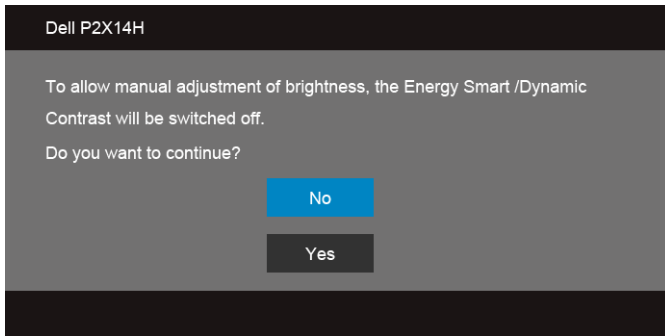 Dell P2X14H
To allow manual adjustment of brightness, the Energy Smart /Dynamic
Contrast will be switched off.
Do you want to continue?
No
Yes